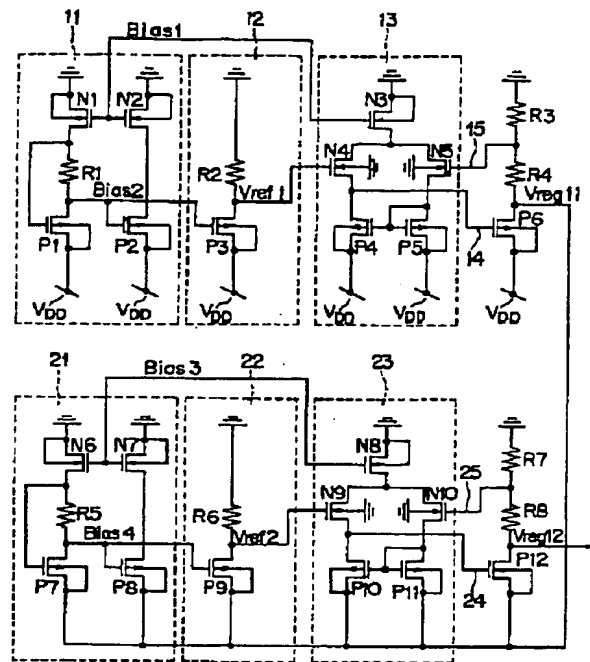 11
Bias1
12
13
N1
N2
N3
R3
N4
N5
15
R1
Bias2
R2
Vref1
R4
Vreg11
P1
P2
P3
P4
P5
14
P6
VDD
VDD
VDD
VDD
VDD
VDD
21
Bias3
22
23
N6
N7
N8
R7
N9
N10
25
R5
Bias4
R6
Vref2
R8
Vreg12
P7
P8
P9
P10
P11
24
P12